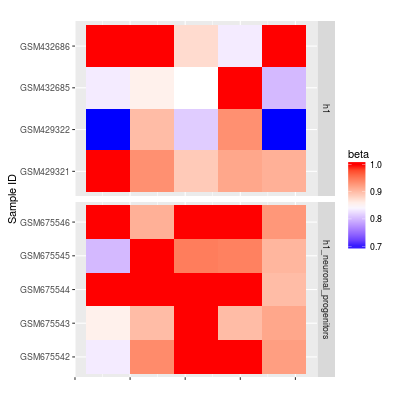 Sample ID
GSM432686
GSM432685
GSM429322
GSM429321
h1
GSM675546
GSM675545
GSM675544
GSM675543
GSM675542
h1_neuronal_progenitors
beta
1.0
0.9
0.8
0.7